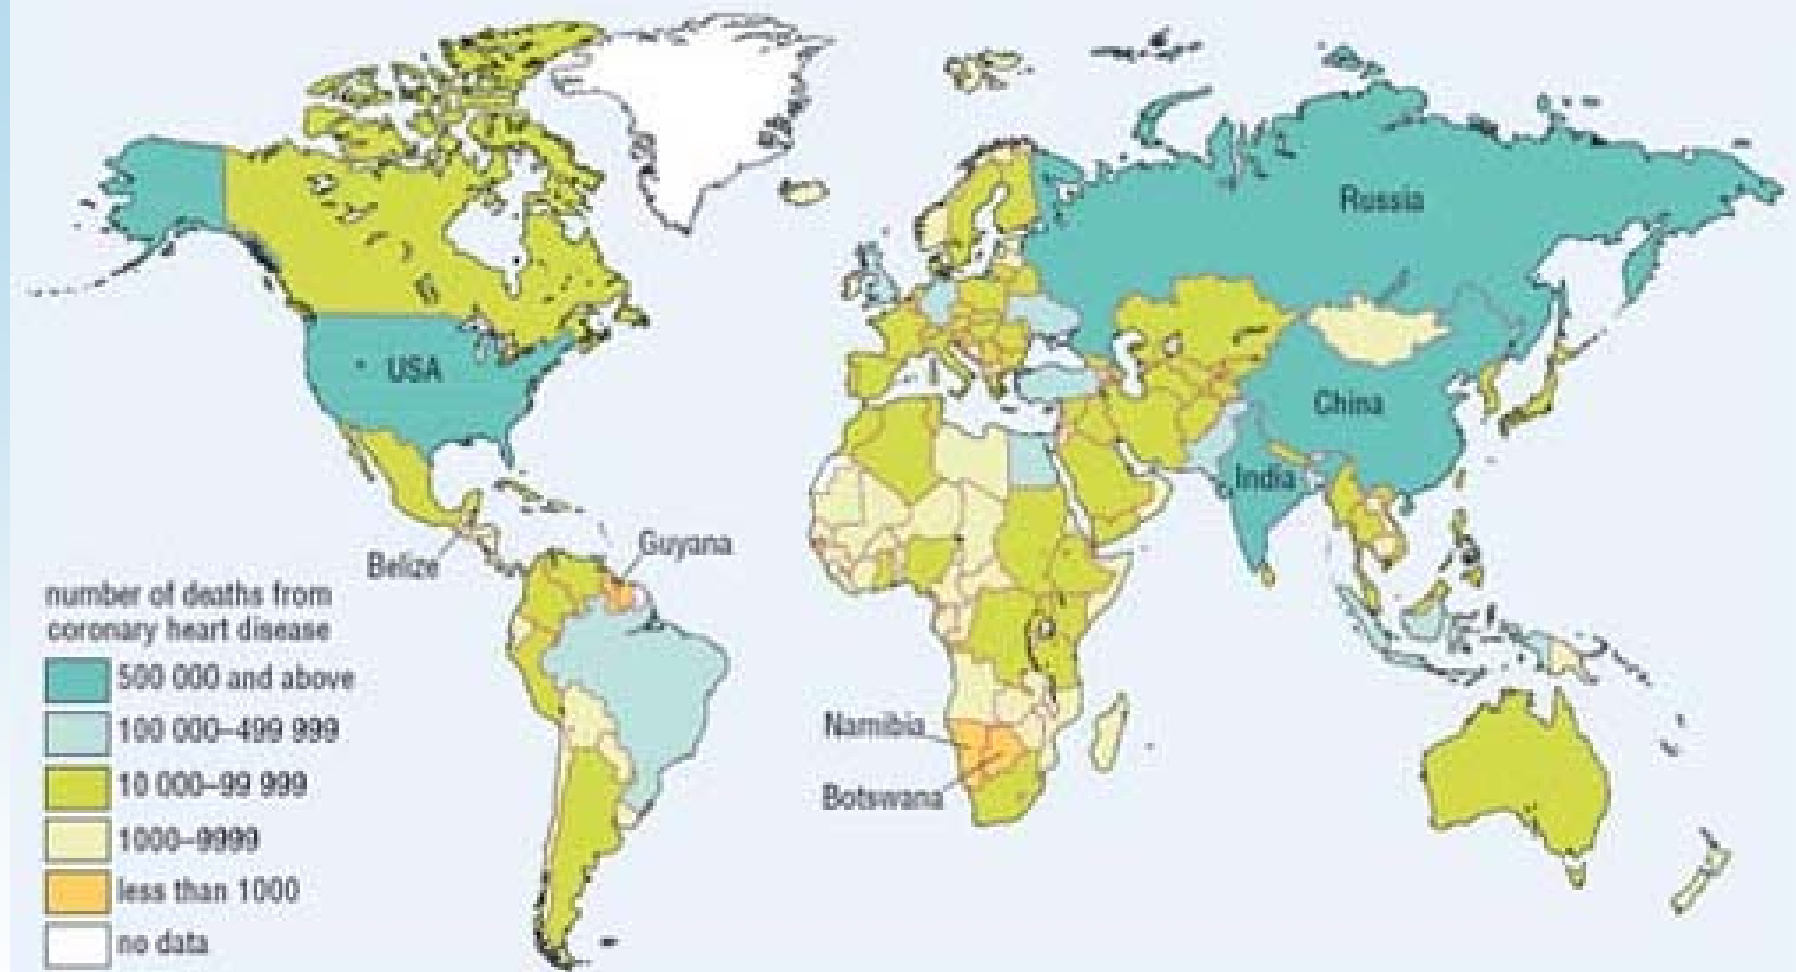 Russia
USA
China
India
Guyana
Belize
number of deaths from
coronary heart disease
500 000 and above
100 000–499 999
Namibia
10 000–99 999
Botswana
1000–9999
less than 1000
no data